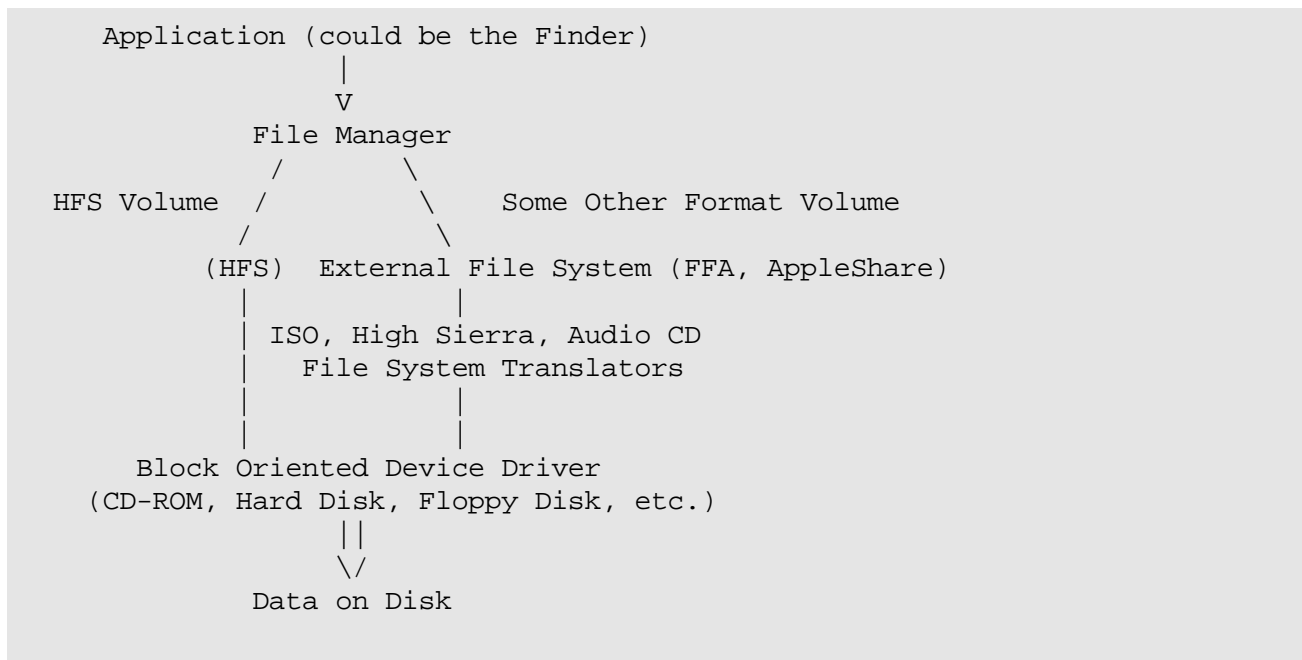 Application (could be the Finder)
|
V
File Manager
/ \
HFS Volume / \ Some Other Format Volume
/ \
(HFS) External File System (FFA, AppleShare)
| |
| ISO, High Sierra, Audio CD
| File System Translators
| |
| |
Block Oriented Device Driver
(CD-ROM, Hard Disk, Floppy Disk, etc.)
||
\/
Data on Disk